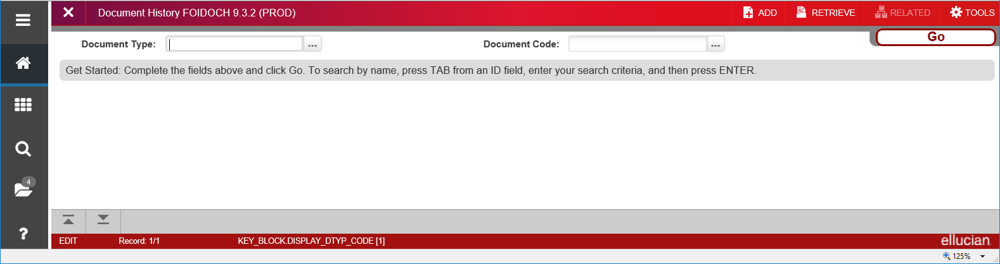 Document History FOIDOCH 9.3.2 (PROD) ADD RETRIEVE RELATED TOOLS
Document Type: ... Document Code: ... Go
Get Started: Complete the fields above and click Go. To search by name, press TAB from an ID field, enter your search criteria, and then press ENTER.
4
?
EDIT Record: 1/1 KEY_BLOCK.DISPLAY_DTYP_CODE [1] ellucian
125%